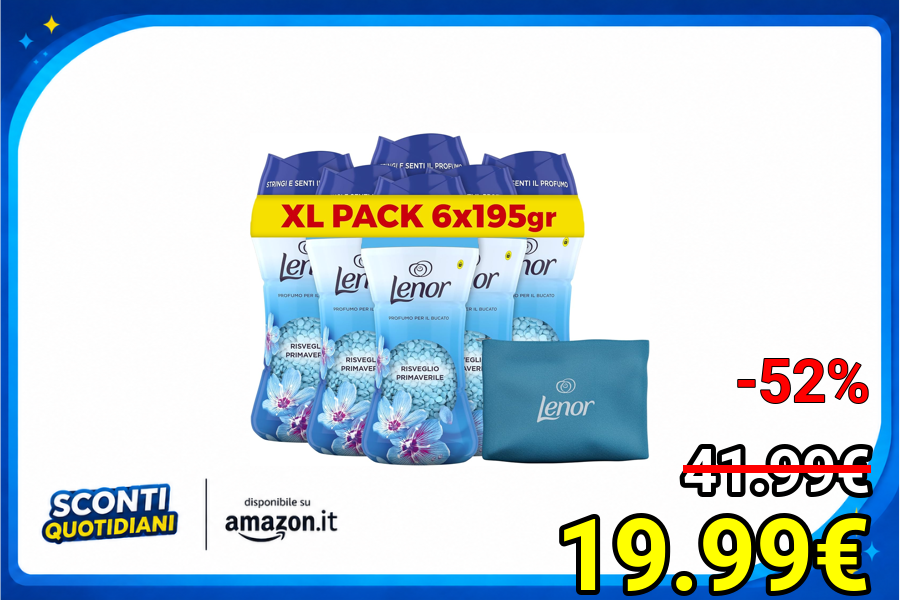 STRINGI E SENTI IL PROFUMO
XL PACK 6x195gr
Lenor
PROFUMO PER IL BUCATO
RISVEGLIO
PRIMAVERILE
Lenor
-52%
41.99€
19.99€
SCONTI
QUOTIDIANI
disponibile su
amazon.it